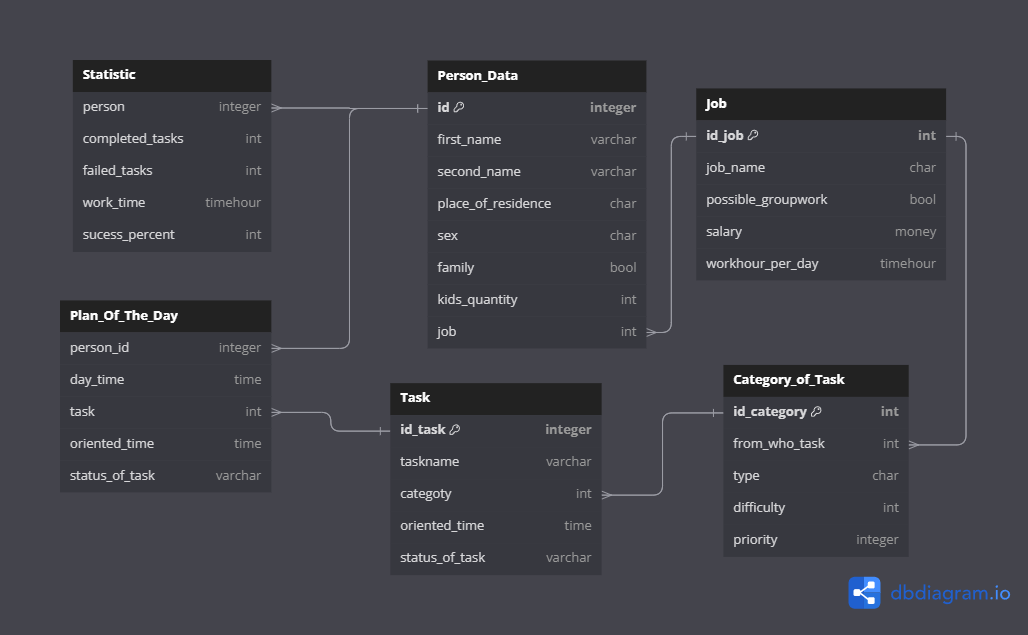 Statistic
person integer
completed_tasks int
failed_tasks int
work_time timehour
sucess_percent int
Person_Data
id integer
first_name varchar
second_name varchar
place_of_residence char
sex char
family bool
kids_quantity int
job int
Job
id_job int
job_name char
possible_groupwork bool
salary money
workhour_per_day timehour
Plan_Of_The_Day
person_id integer
day_time time
task int
oriented_time time
status_of_task varchar
Task
id_task integer
taskname varchar
categoty int
oriented_time time
status_of_task varchar
Category_of_Task
id_category int
from_who_task int
type char
difficulty int
priority integer
dbdiagram.io